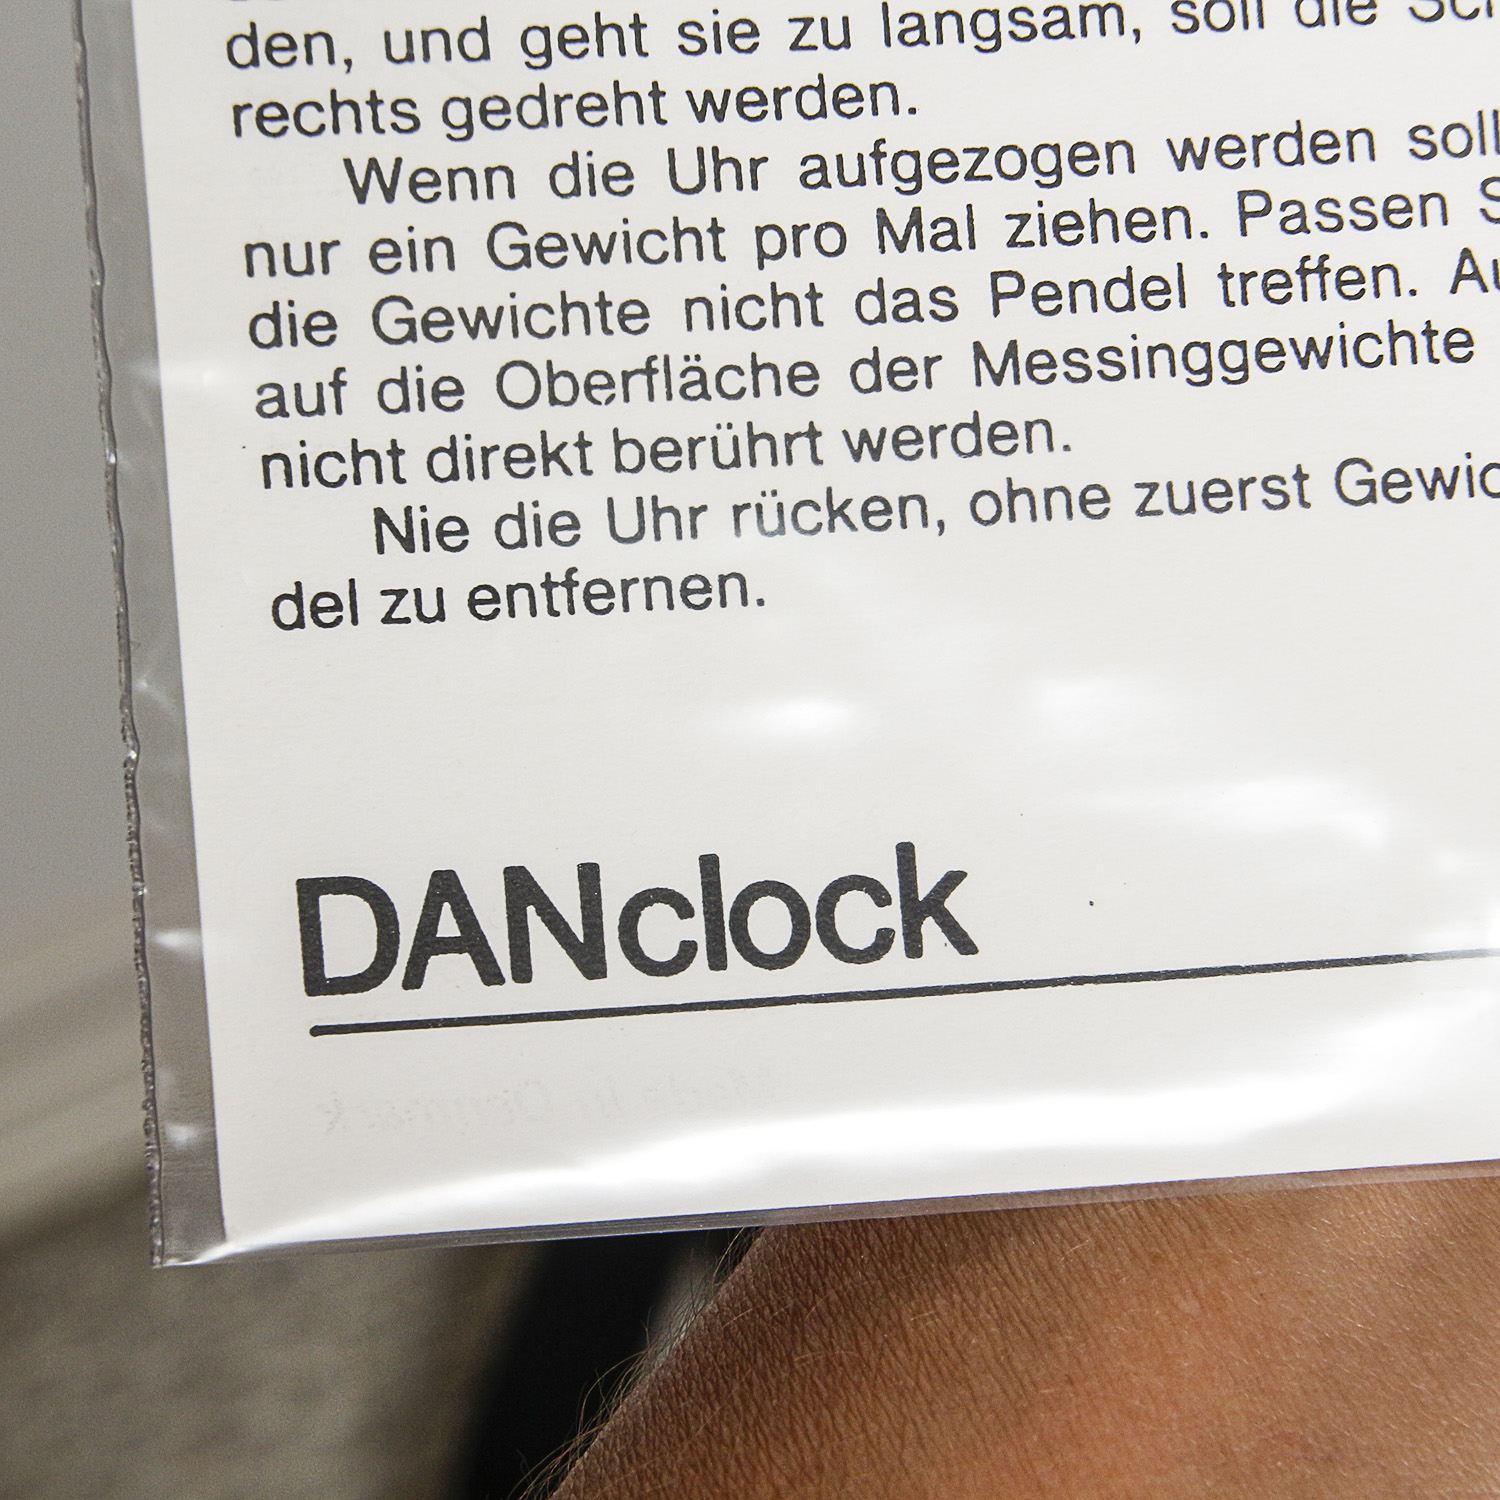 den, und geht sie zu langsam, soll die
rechts gedreht werden.
Wenn die Uhr aufgezogen werden soll
nur ein Gewicht pro Mal ziehen. Passen
die Gewichte nicht das Pendel treffen.
auf die Oberfläche der Messinggewichte
nicht direkt berührt werden.
Nie die Uhr rücken, ohne zuerst
del zu entfernen.
DANclock